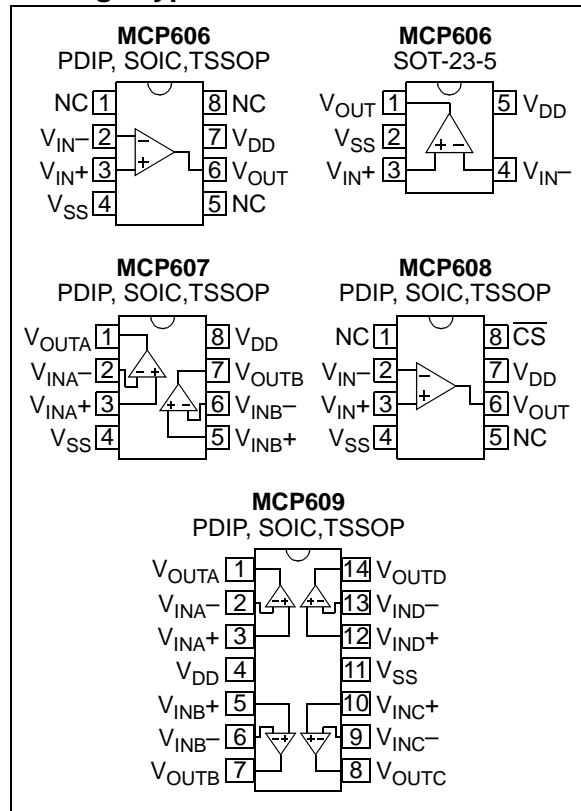 MCP606
PDIP, SOIC,TSSOP
NC 1 8 NC
VIN– 2 7 VDD
VIN+ 3 6 VOUT
VSS 4 5 NC
MCP606
SOT-23-5
VOUT 1 5 VDD
VSS 2
VIN+ 3 4 VIN–
MCP607
PDIP, SOIC,TSSOP
VOUTA 1 8 VDD
VINA– 2 7 VOUTB
VINA+ 3 6 VINB–
VSS 4 5 VINB+
MCP608
PDIP, SOIC,TSSOP
NC 1 8 CS
VIN– 2 7 VDD
VIN+ 3 6 VOUT
VSS 4 5 NC
MCP609
PDIP, SOIC,TSSOP
VOUTA 1 14 VOUTD
VINA– 2 13 VIND–
VINA+ 3 12 VIND+
VDD 4 11 VSS
VINB+ 5 10 VINC+
VINB– 6 9 VINC–
VOUTB 7 8 VOUTC